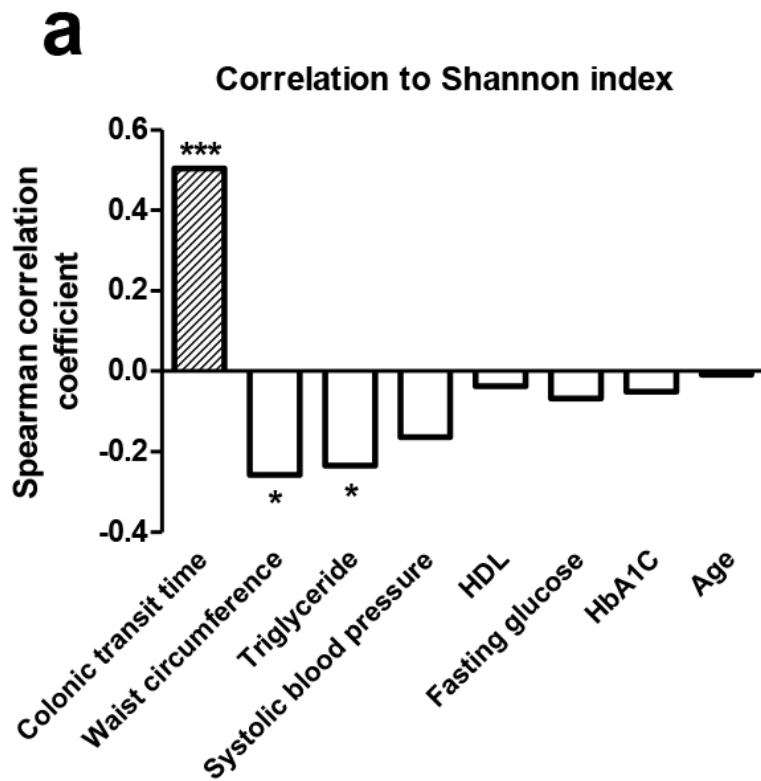 a
Correlation to Shannon index
Spearman correlation
coefficient
0.6
0.4
0.2
0.0
-0.2
-0.4
***
*
*
Colonic transit time
Waist circumference
Triglyceride
Systolic blood pressure
HDL
Fasting glucose
HbA1C
Age